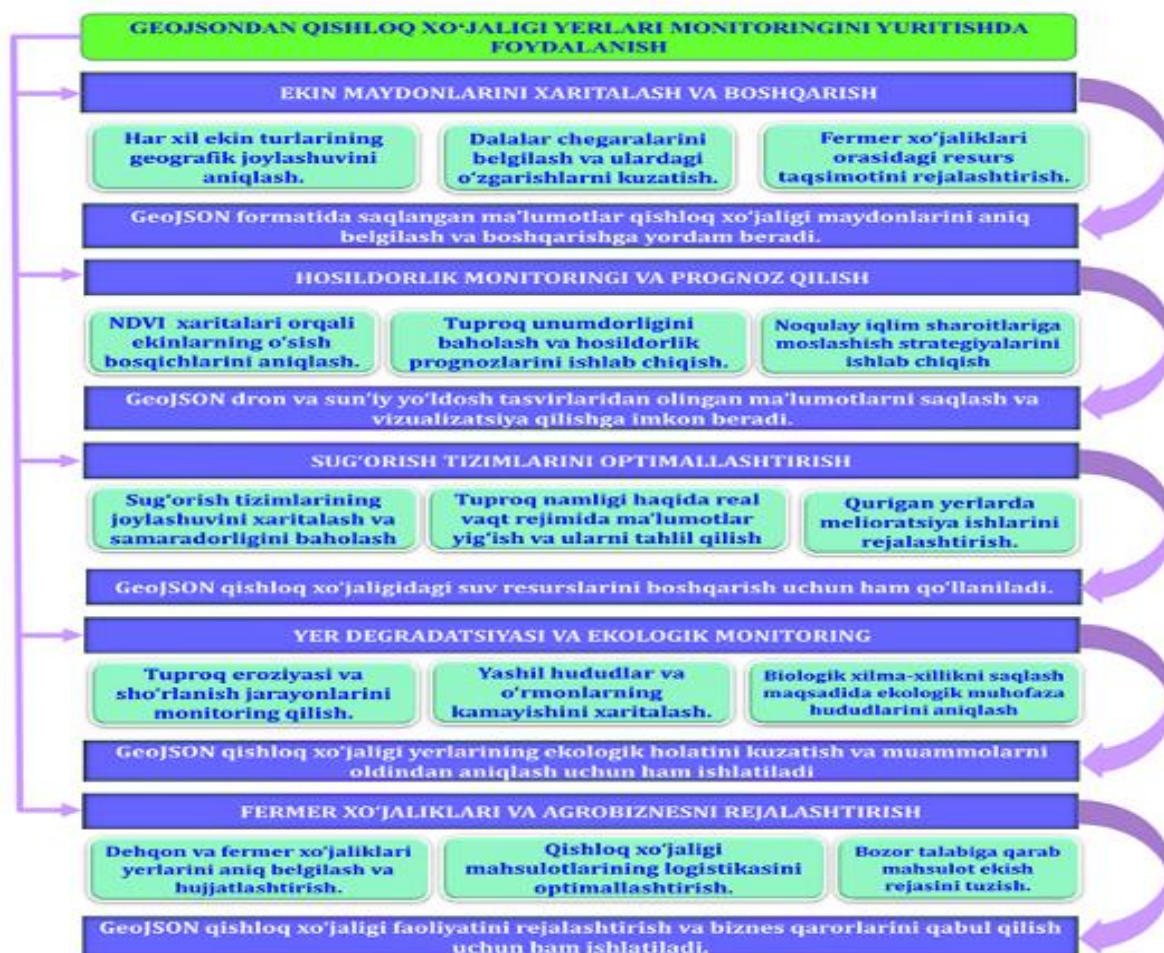 GEOJSONDAN QISHLOQ XO‘JALIGI YERLARI MONITORINGINI YURITISHDA
FOYDALANISH
EKIN MAYDONLARINI XARITALASH VA BOSHQARISH
Har xil ekin turlarining
geografik joylashuvini
aniqlash.
Dalalar chegaralarini
belgilash va ulardagi
o‘zgarishlarni kuzatish.
Fermer xo‘jaliklari
orasidagi resurs
taqsimotini rejalashtirish.
GeoJSON formatida saqlangan ma’lumotlar qishloq xo‘jaligi maydonlarini aniq
belgilash va boshqarishga yordam beradi.
HOSILDORLIK MONITORINGI VA PROGNOZ QILISH
NDVI xaritalari orqali
ekinlarning o‘sish
bosqichlarini aniqlash.
Tuproq unumdorligini
baholash va hosildorlik
prognozlarini ishlab chiqish.
Noqulay iqlim sharoitlariga
moslashish strategiyalarini
ishlab chiqish
GeoJSON dron va sun’iy yo‘ldosh tasvirlaridan olingan ma’lumotlarni saqlash va
vizualizatsiya qilishga imkon beradi.
SUG‘ORISH TIZIMLARINI OPTIMALLASHTIRISH
Sug‘orish tizimlarining
joylashuvini xaritalash va
samaradorligini baholash
Tuproq namligi haqida real
vaqt rejimida ma’lumotlar
yig‘ish va ularni tahlil qilish
Qurigan yerlarda
melioratsiya ishlarini
rejalashtirish.
GeoJSON qishloq xo‘jaligidagi suv resurslarini boshqarish uchun ham qo‘llaniladi.
YER DEGRADATSIYASI VA EKOLOGIK MONITORING
Tuproq eroziyasi va
sho‘rlanish jarayonlarini
monitoring qilish.
Yashil hududlar va
o‘rmonlarning
kamayishini xaritalash.
Biologik xilma-xillikni saqlash
maqsadida ekologik muhofaza
hududlarini aniqlash
GeoJSON qishloq xo‘jaligi yerlarining ekologik holatini kuzatish va muammolarni
oldindan aniqlash uchun ham ishlatiladi
FERMER XO‘JALIKLARI VA AGROBIZNESNI REJALASHTIRISH
Dehqon va fermer xo‘jaliklari
yerlarini aniq belgilash va
hujjatlashtirish.
Qishloq xo‘jaligi
mahsulotlarining logistikasini
optimallashtirish.
Bozor talabiga qarab
mahsulot ekish
rejasini tuzish.
GeoJSON qishloq xo‘jaligi faoliyatini rejalashtirish va biznes qarorlarini qabul qilish
uchun ham ishlatiladi.